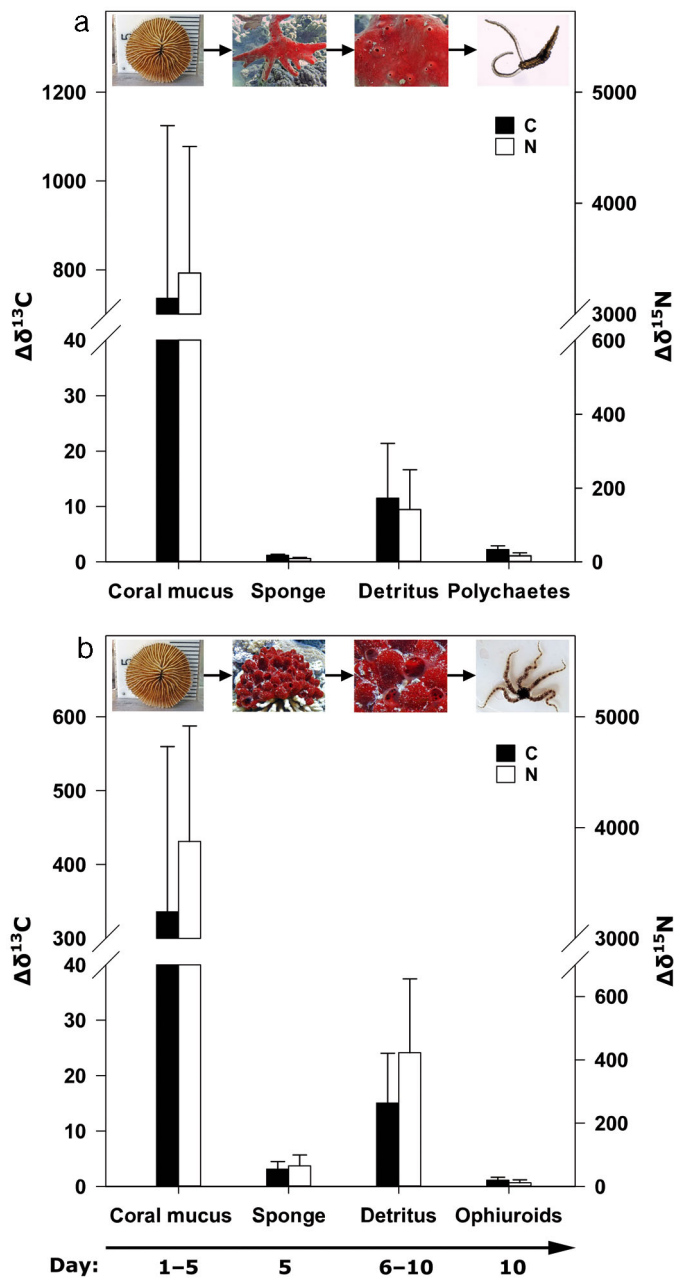 a
1200
1000
800
40
30
20
10
0
Δδ13C
C
N
5000
4000
3000
600
400
200
0
Δδ15N
Coral mucus Sponge Detritus Polychaetes
b
600
500
400
300
40
30
20
10
0
Δδ13C
C
N
5000
4000
3000
600
400
200
0
Δδ15N
Coral mucus Sponge Detritus Ophiuroids
Day: 1–5 5 6–10 10